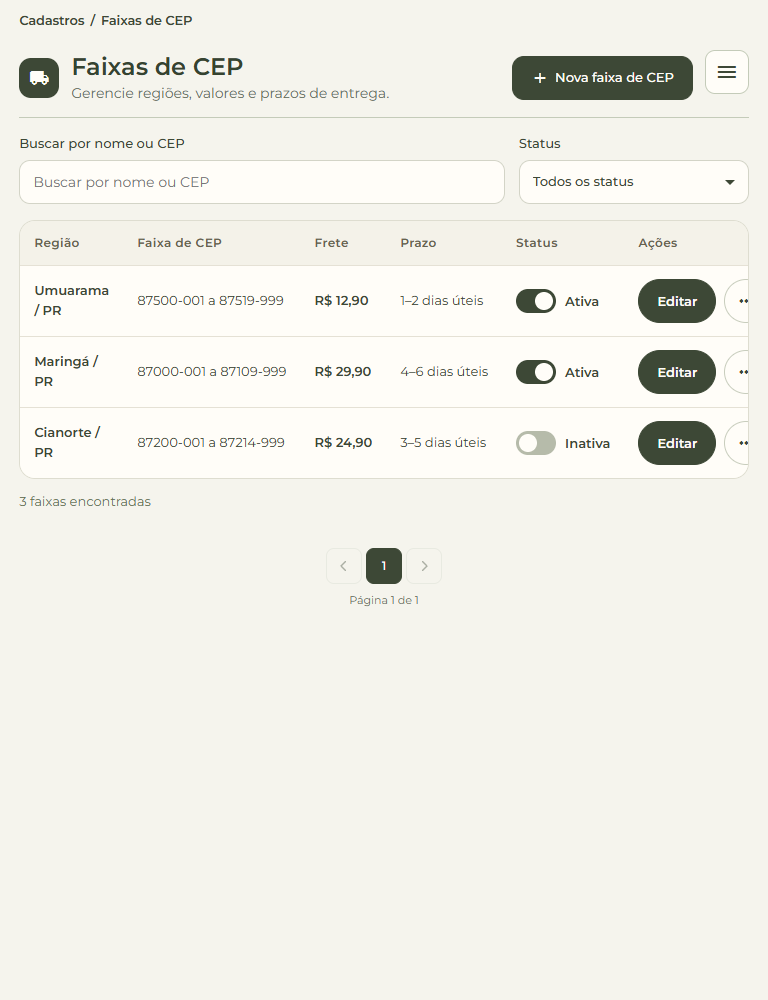 Cadastros / Faixas de CEP
Faixas de CEP
Gerencie regiões, valores e prazos de entrega.
+ Nova faixa de CEP
Buscar por nome ou CEP
Status
Buscar por nome ou CEP
Todos os status
Região Faixa de CEP Frete Prazo Status Ações
Umuarama / PR
87500-001 a 87519-999 R$ 12,90 1–2 dias úteis Ativa Editar
Maringá / PR
87000-001 a 87109-999 R$ 29,90 4–6 dias úteis Ativa Editar
Cianorte / PR
87200-001 a 87214-999 R$ 24,90 3–5 dias úteis Inativa Editar
3 faixas encontradas
1
Página 1 de 1